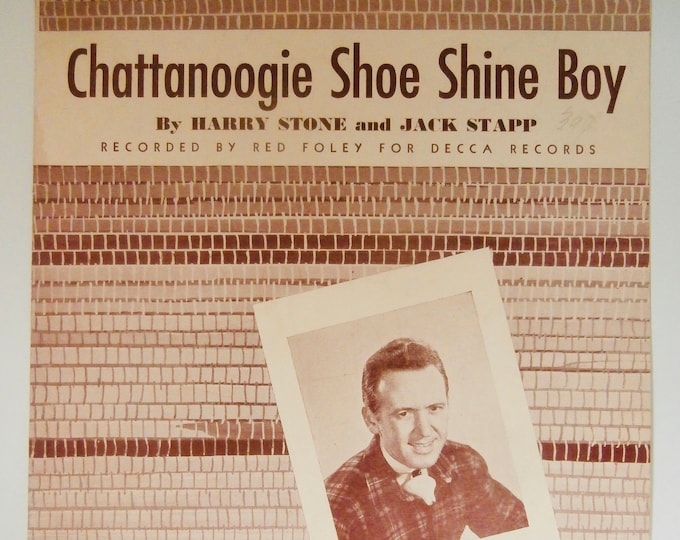 Chattanoogie Shoe Shine Boy
By HARRY STONE and JACK STAPP
RECORDED BY RED FOLEY FOR DECCA RECORDS